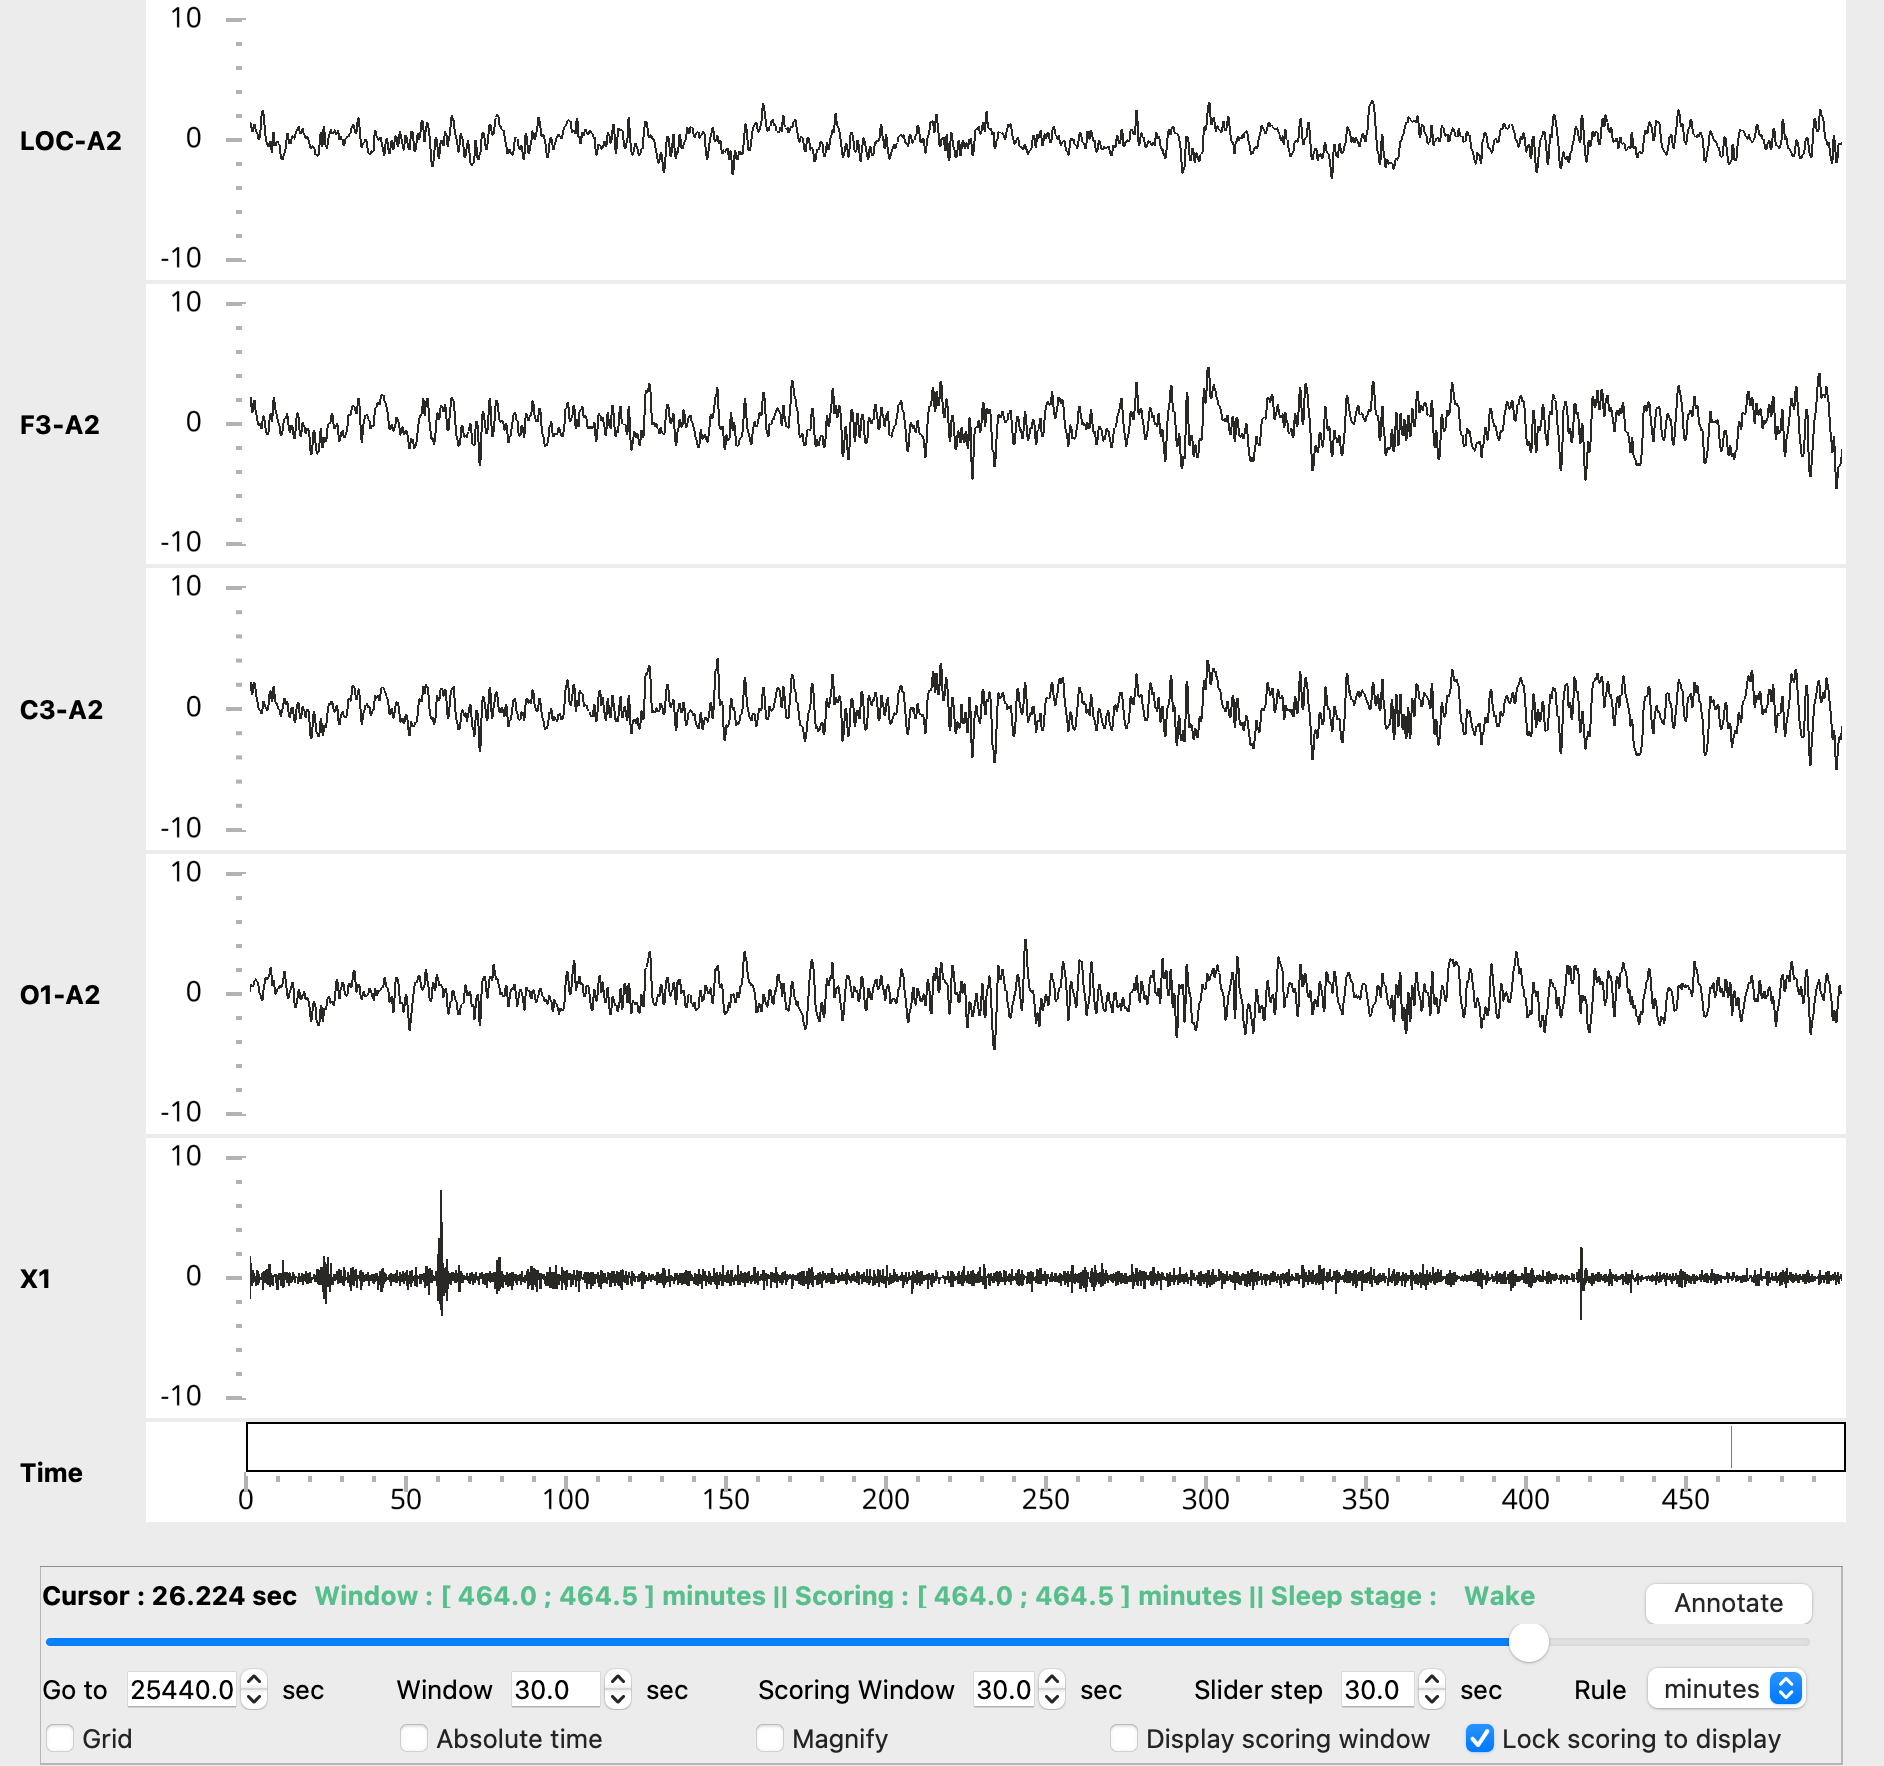 10
LOC-A2
0
-10
10
F3-A2
0
-10
10
C3-A2
0
-10
10
O1-A2
0
-10
10
X1
0
-10
Time
0 50 100 150 200 250 300 350 400 450
Cursor : 26.224 sec Window : [ 464.0 ; 464.5 ] minutes || Scoring : [ 464.0 ; 464.5 ] minutes || Sleep stage : Wake Annotate
Go to 25440.0 sec Window 30.0 sec Scoring Window 30.0 sec Slider step 30.0 sec Rule minutes
Grid Absolute time Magnify Display scoring window Lock scoring to display